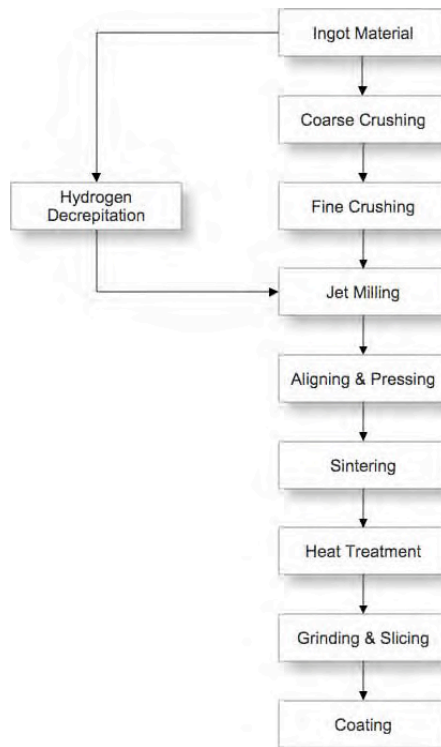 Ingot Material
Coarse Crushing
Hydrogen
Decrepitation
Fine Crushing
Jet Milling
Aligning & Pressing
Sintering
Heat Treatment
Grinding & Slicing
Coating